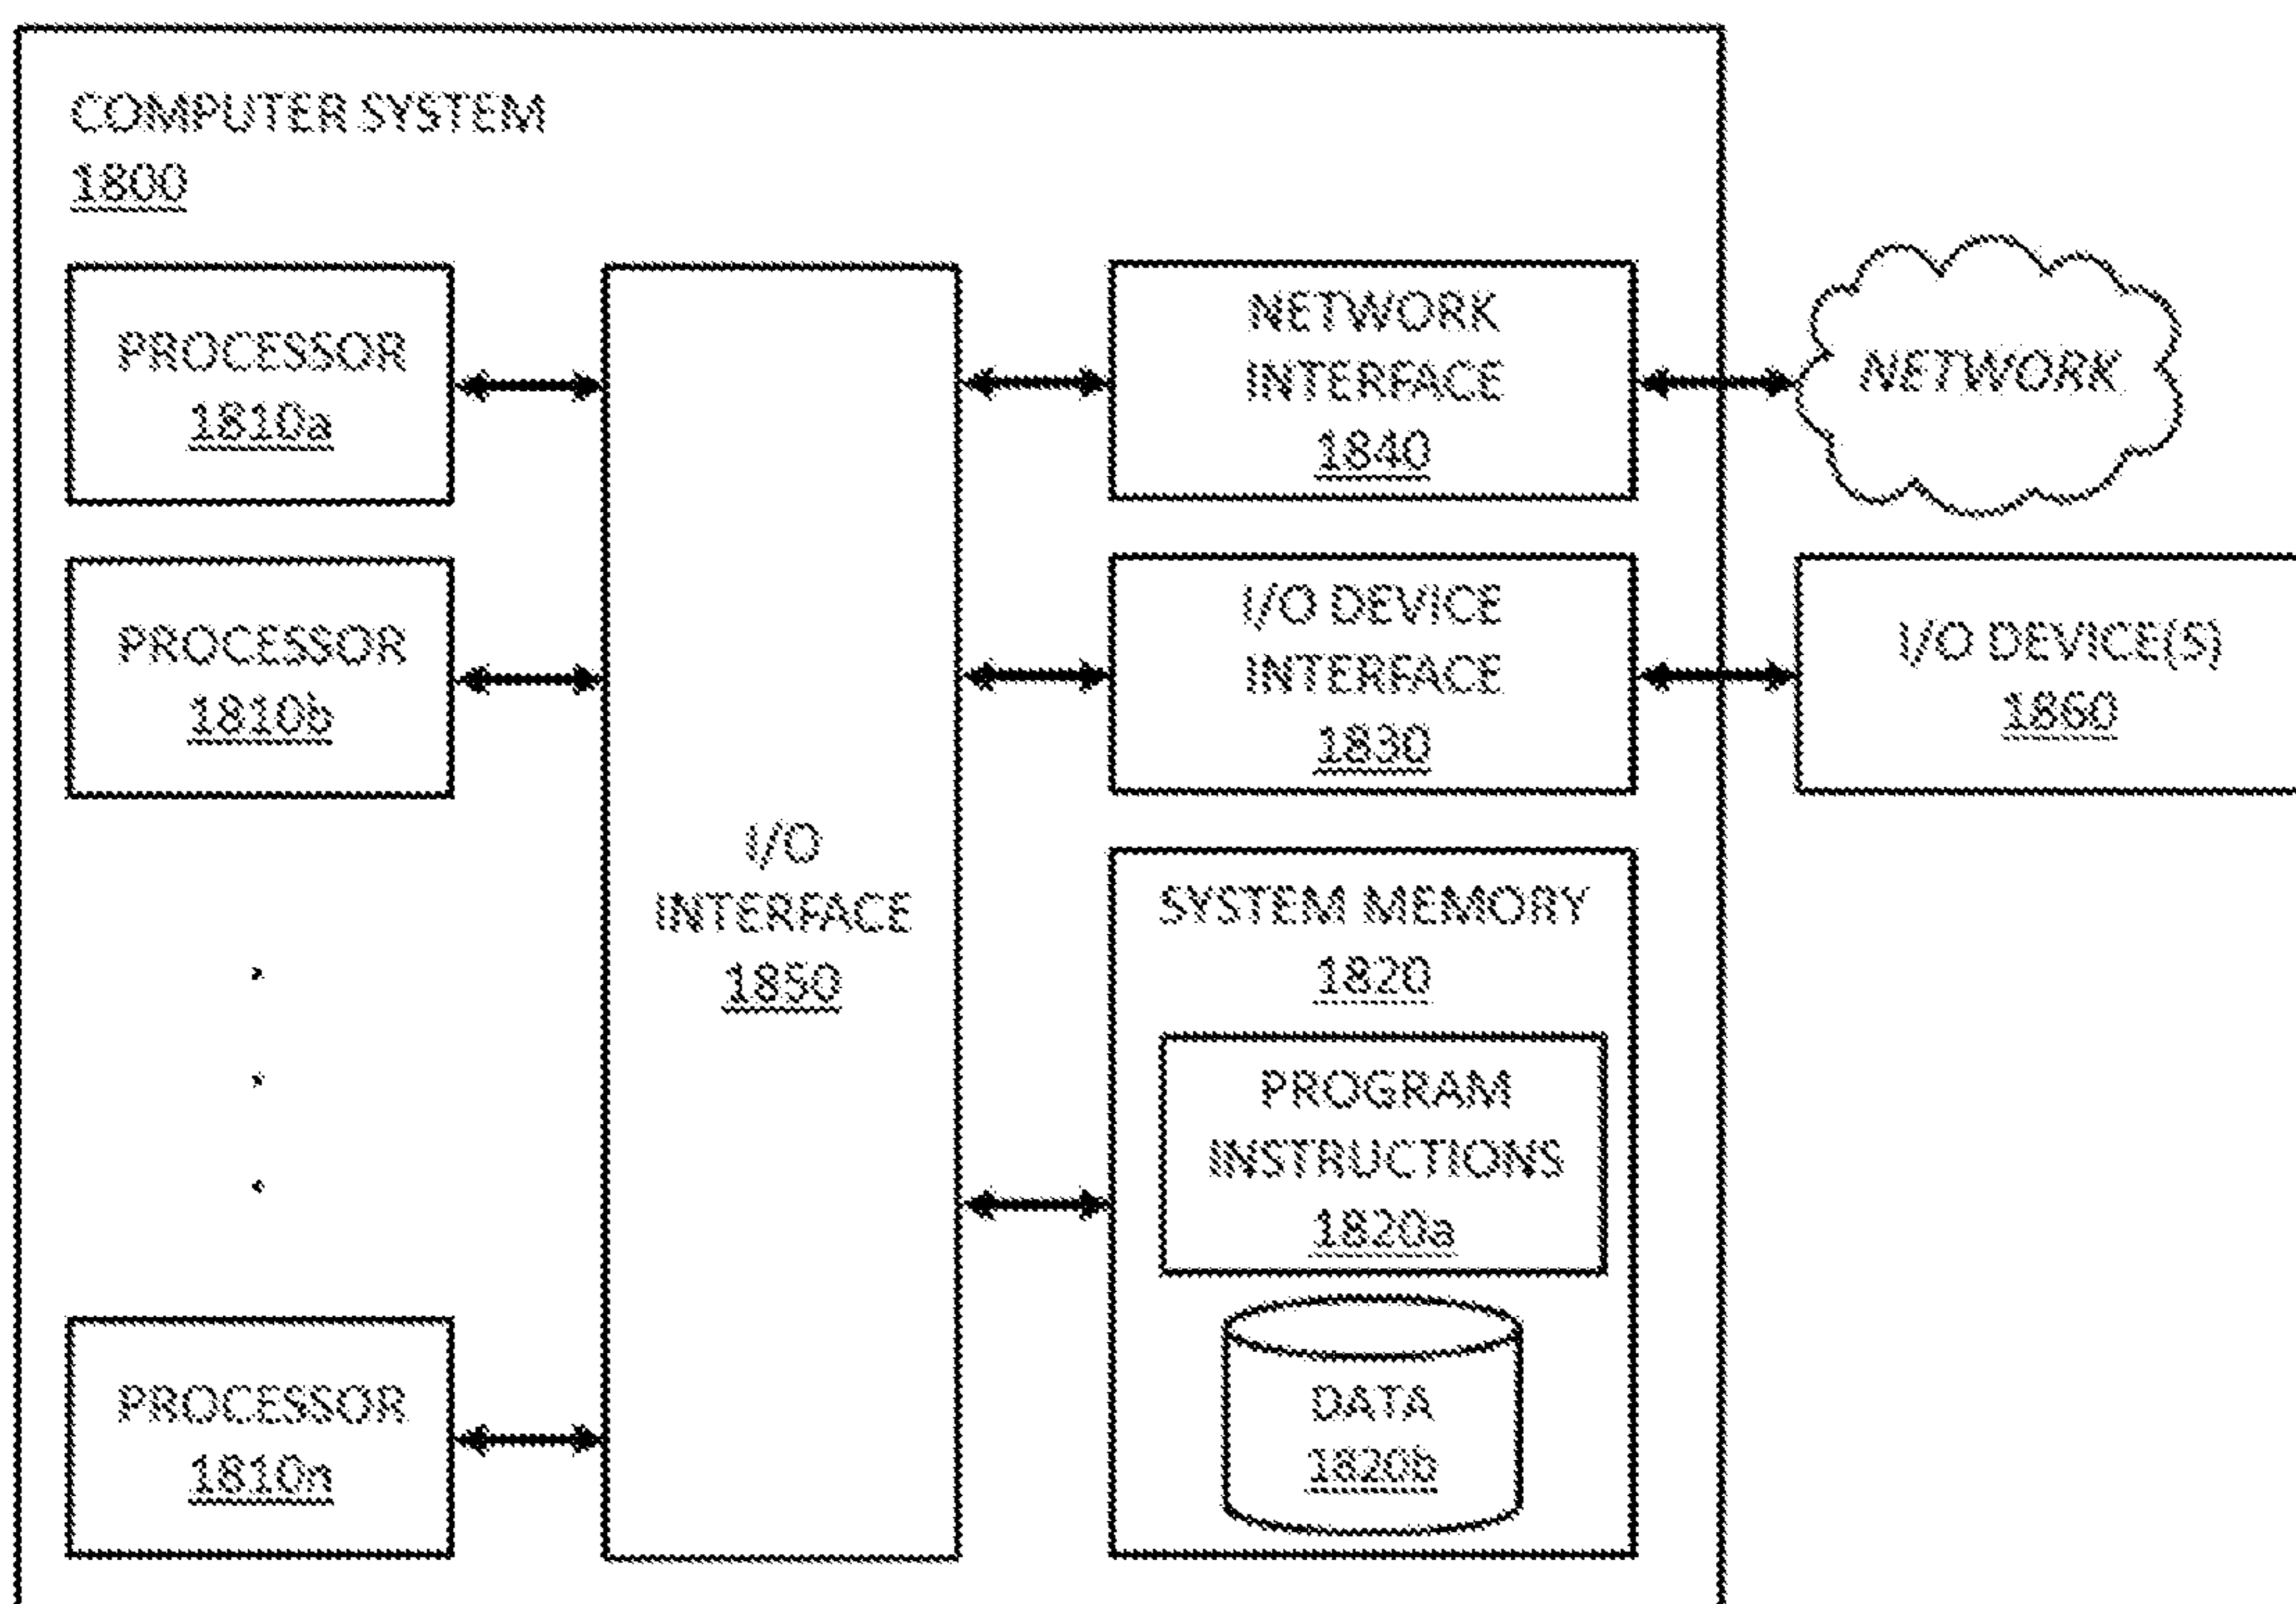 COMPUTER SYSTEM
1800
PROCESSOR
1810a
PROCESSOR
1810b
PROCESSOR
1810n
I/O
INTERFACE
1850
NETWORK
INTERFACE
1840
I/O DEVICE
INTERFACE
1830
SYSTEM MEMORY
1820
PROGRAM
INSTRUCTIONS
1820a
DATA
1820b
NETWORK
I/O DEVICE(S)
1860